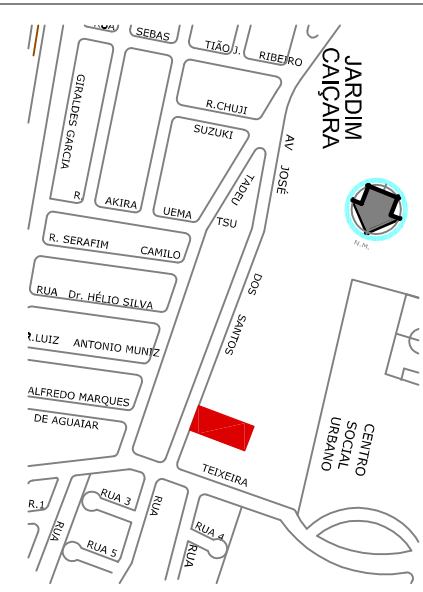 RUA
SEBAS
TIÃO J.
RIBEIRO
JARDIM
CAIÇARA
GIRALDES GARCIA
R.
R.CHUJI
SUZUKI
AKIRA
UEMA
TADEU
TSU
AV JOSÉ
DOS SANTOS
N.M.
R. SERAFIM CAMILO
RUA Dr. HÉLIO SILVA
R.LUIZ ANTONIO MUNIZ
ALFREDO MARQUES
DE AGUAIAR
CENTRO
SOCIAL
URBANO
TEIXEIRA
R.1
RUA
RUA 3
RUA 5
RUA
RUA 4
RUA